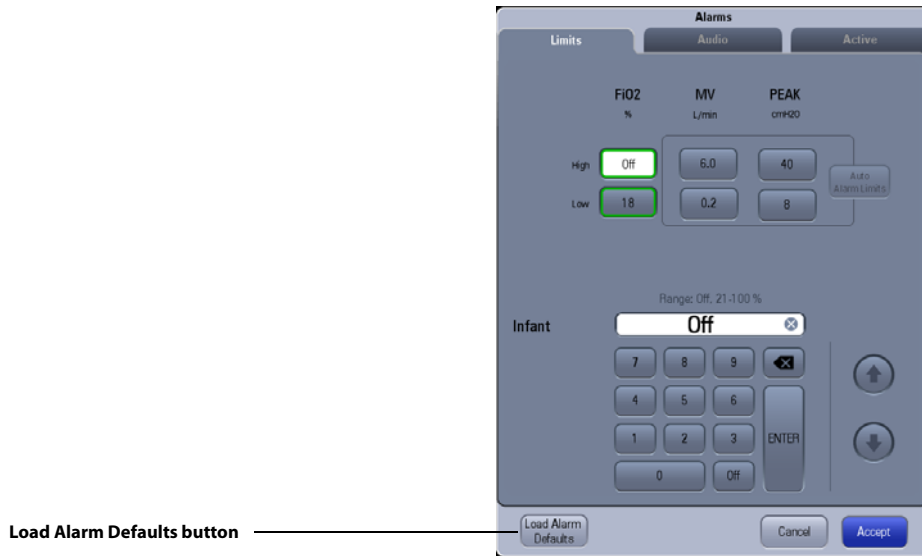 Alarms
Limits Audio Active
FiO2 MV PEAK
% L/min cmH2O
High Off 6.0 40
Auto
Alarm Limits
Low 18 0.2 8
Range: Off, 21-100 %
Infant Off
7 8 9
4 5 6
1 2 3 ENTER
0 Off
Load Alarm Defaults button
Load Alarm
Defaults
Cancel Accept